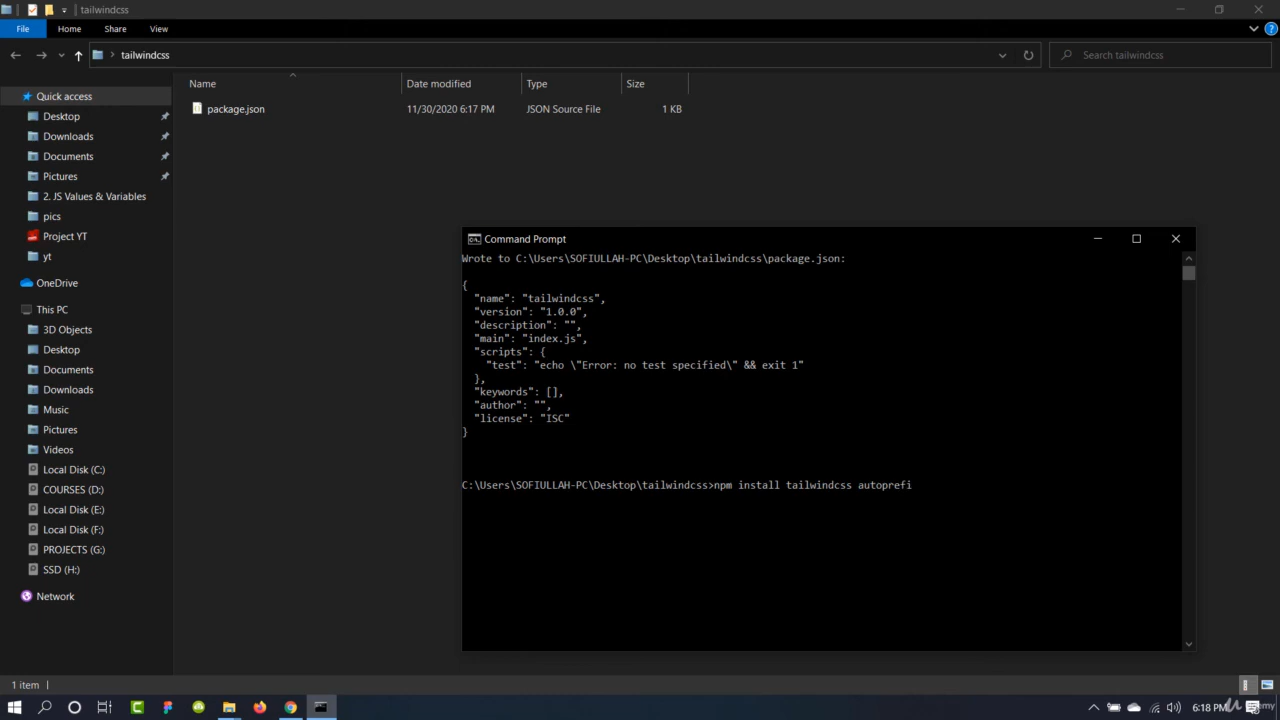 tailwindcss
File Home Share View
tailwindcss
Search tailwindcss
Name Date modified Type Size
package.json 11/30/2020 6:17 PM JSON Source File 1 KB
Quick access
Desktop
Downloads
Documents
Pictures
2. JS Values & Variables
pics
Project YT
yt
OneDrive
This PC
3D Objects
Desktop
Documents
Downloads
Music
Pictures
Videos
Local Disk (C:)
COURSES (D:)
Local Disk (E:)
Local Disk (F:)
PROJECTS (G:)
SSD (H:)
Network
Command Prompt
Wrote to C:\Users\SOFIULLAH-PC\Desktop\tailwindcss\package.json:
{
"name": "tailwindcss",
"version": "1.0.0",
"description": "",
"main": "index.js",
"scripts": {
"test": "echo \"Error: no test specified\" && exit 1"
},
"keywords": [],
"author": "",
"license": "ISC"
}
C:\Users\SOFIULLAH-PC\Desktop\tailwindcss>npm install tailwindcss autoprefi
1 item
6:18 PM